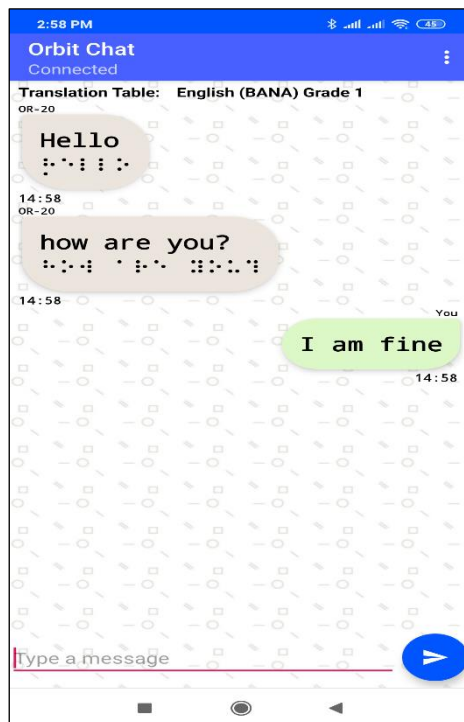 2:58 PM 45
Orbit Chat
Connected
Translation Table: English (BANA) Grade 1
OR-20
Hello
⡓⠑⠇⠇⠕
14:58
OR-20
how are you?
⠓⠕⠺ ⠁⠗⠑ ⠽⠕⠥⠹
14:58
You
I am fine
14:58
Type a message